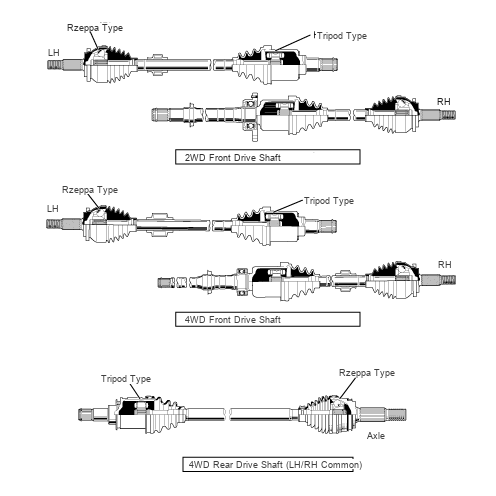 Rzeppa Type
Tripod Type
LH
RH
2WD Front Drive Shaft
Rzeppa Type
Tripod Type
LH
RH
4WD Front Drive Shaft
Tripod Type
Rzeppa Type
Axle
4WD Rear Drive Shaft (LH/RH Common)